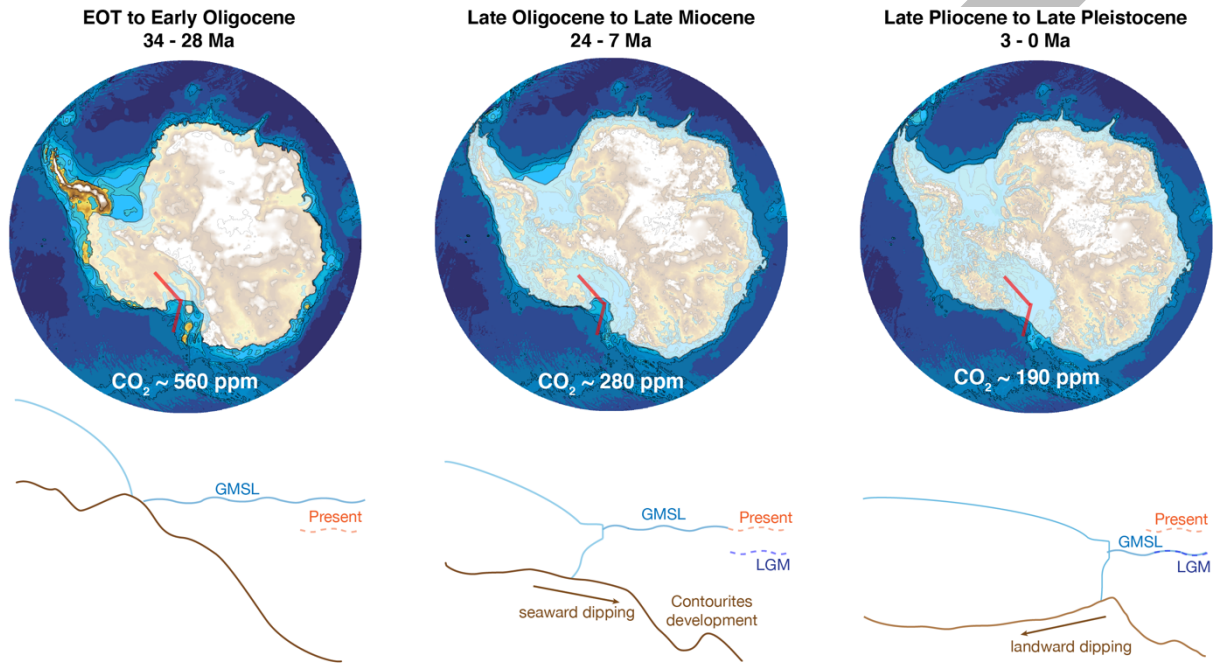 EOT to Early Oligocene
34 - 28 Ma
Late Oligocene to Late Miocene
24 - 7 Ma
Late Pliocene to Late Pleistocene
3 - 0 Ma
CO₂ ~ 560 ppm
CO₂ ~ 280 ppm
CO₂ ~ 190 ppm
GMSL
Present
GMSL
Present
LGM
seaward dipping
Contourites
development
Present
GMSL
LGM
landward dipping